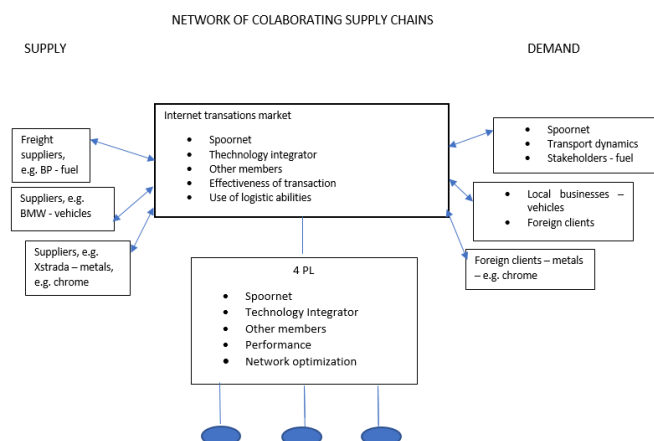 NETWORK OF COLABORATING SUPPLY CHAINS
SUPPLY
DEMAND
Internet transations market
• Spoornet
• Thechnology integrator
• Other members
• Effectiveness of transaction
• Use of logistic abilities
Freight
suppliers,
e.g. BP - fuel
Suppliers, e.g.
BMW - vehicles
Suppliers, e.g.
Xstrada – metals,
e.g. chrome
• Spoornet
• Transport dynamics
• Stakeholders - fuel
• Local businesses –
vehicles
• Foreign clients
Foreign clients – metals
– e.g. chrome
4 PL
• Spoornet
• Technology Integrator
• Other members
• Performance
• Network optimization